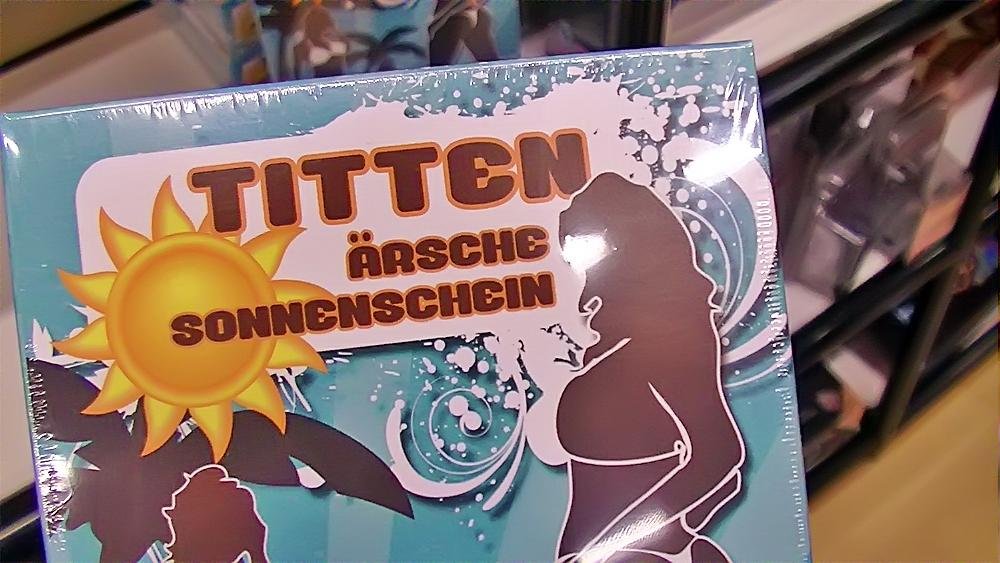 TITTEN
ÄRSCHE
SONNENSCHEIN